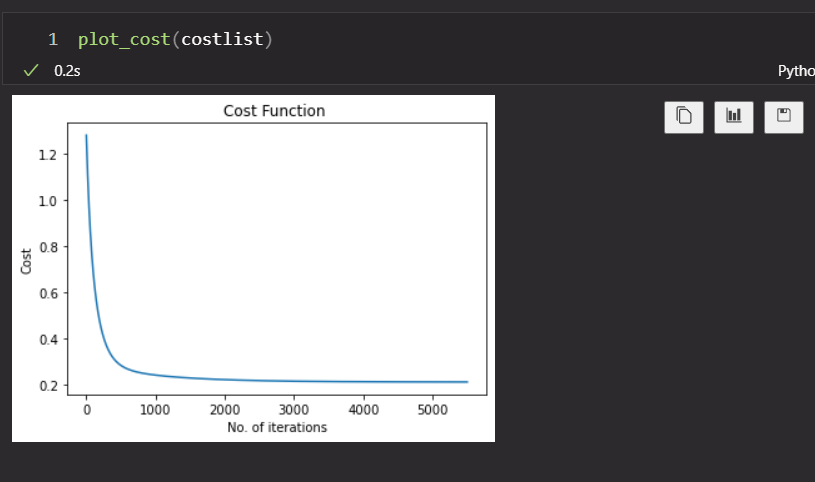 1 plot_cost(costlist)
0.2s
Pytho
Cost Function
1.2
1.0
0.8
0.6
0.4
0.2
Cost
0 1000 2000 3000 4000 5000
No. of iterations